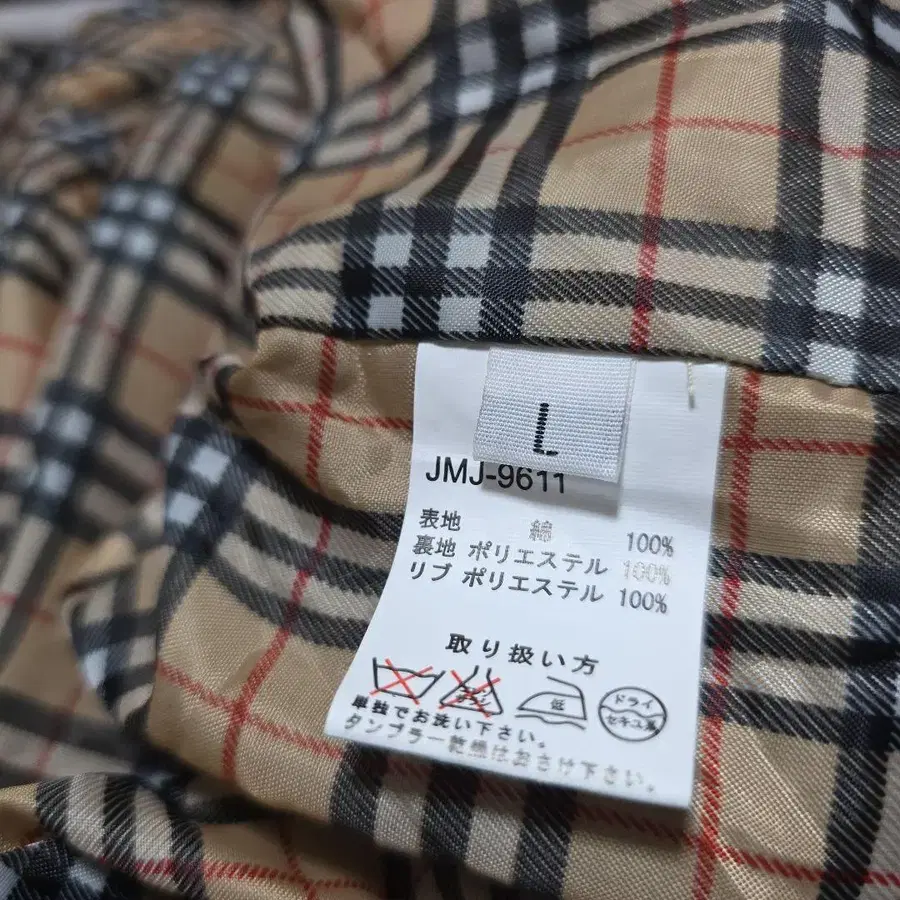 L
JMJ-9611
表地 綿 100%
裏地 ポリエステル 100%
リブ ポリエステル 100%
取り扱い方
低
ドライ
セキユ系
単独でお洗い下さい。
タンブラー乾燥はおさけ下さい。